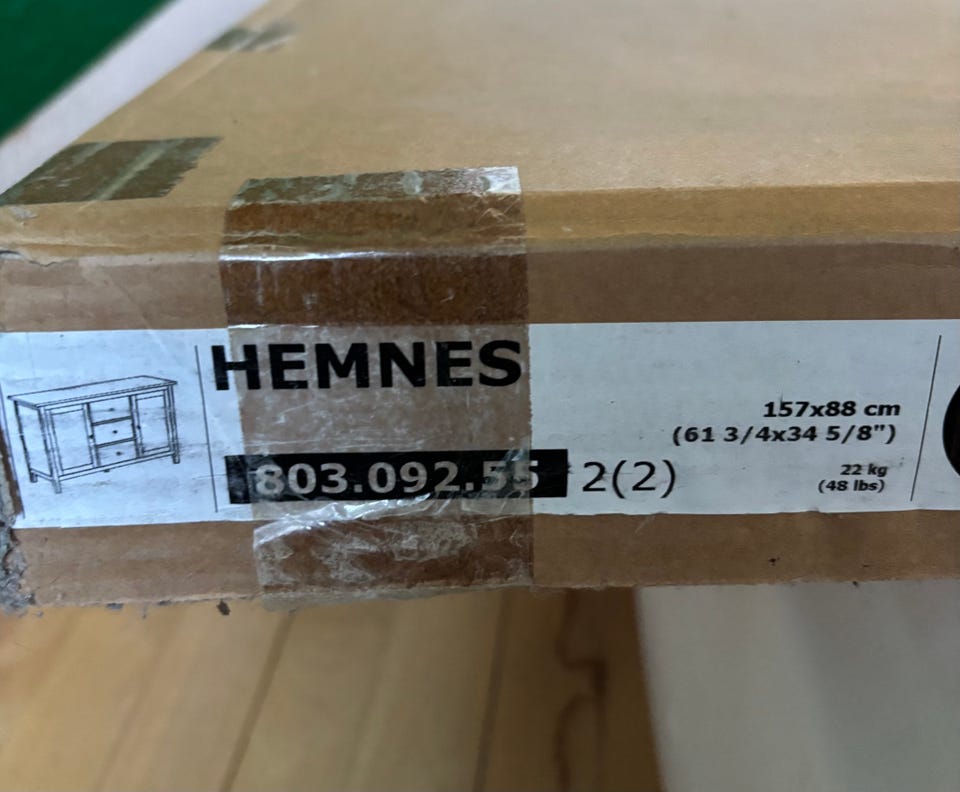 HEMNES
803.092.55 2(2)
157x88 cm
(61 3/4x34 5/8")
22 kg
(48 lbs)